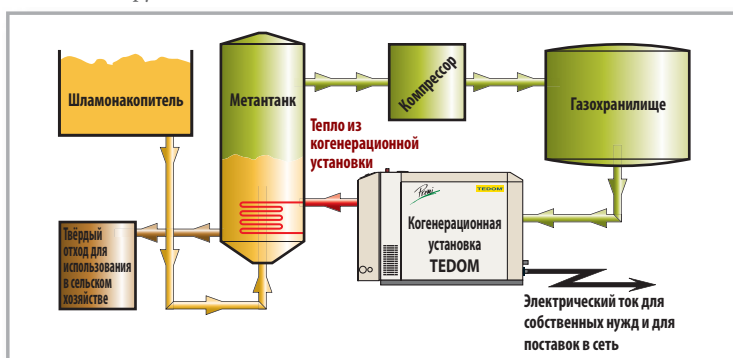 Шламонакопитель
Метантанк
Компрессор
Газохранилище
Тепло из
когенерационной
установки
Premi
TEDOM
Когенерационная
установка
TEDOM
Твёрдый
отход для
использования
в сельском
хозяйстве
Электрический ток для
собственных нужд и для
поставок в сеть